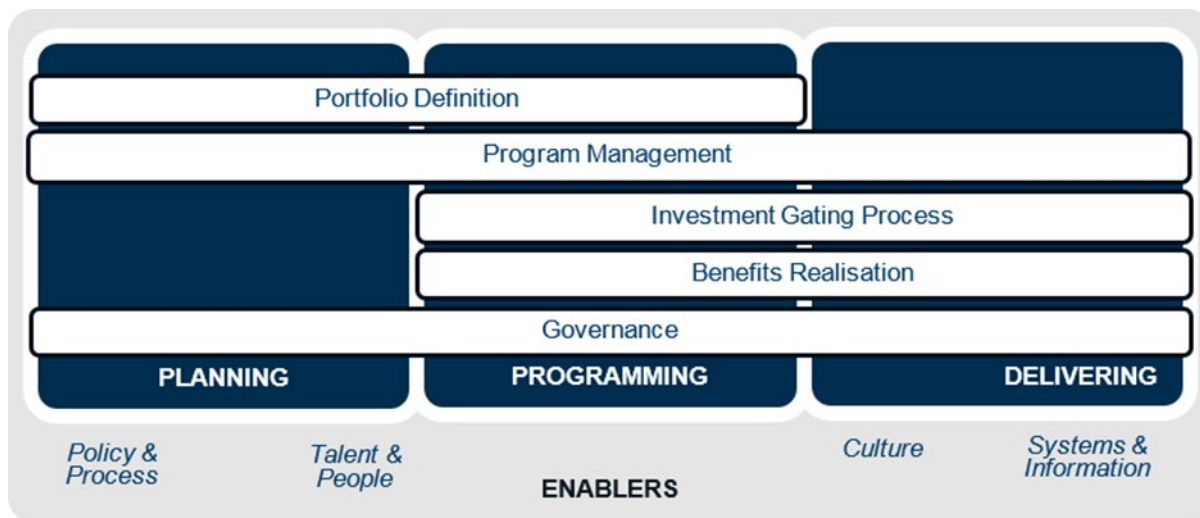 Portfolio Definition
Program Management
Investment Gating Process
Benefits Realisation
Governance
PLANNING
PROGRAMMING
DELIVERING
Policy &
Process
Talent &
People
ENABLERS
Culture
Systems &
Information